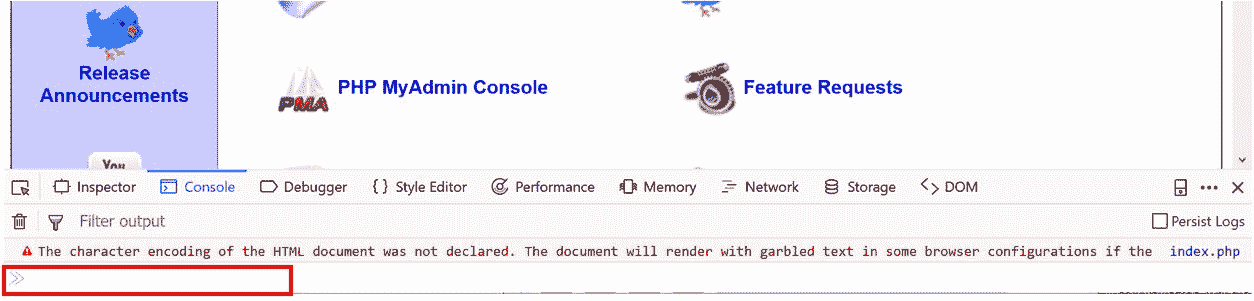 Release
Announcements
PMA
PHP MyAdmin Console
Feature Requests
You
Inspector Console Debugger { } Style Editor Performance Memory Network Storage DOM
Filter output Persist Logs
The character encoding of the HTML document was not declared. The document will render with garbled text in some browser configurations if the index.php